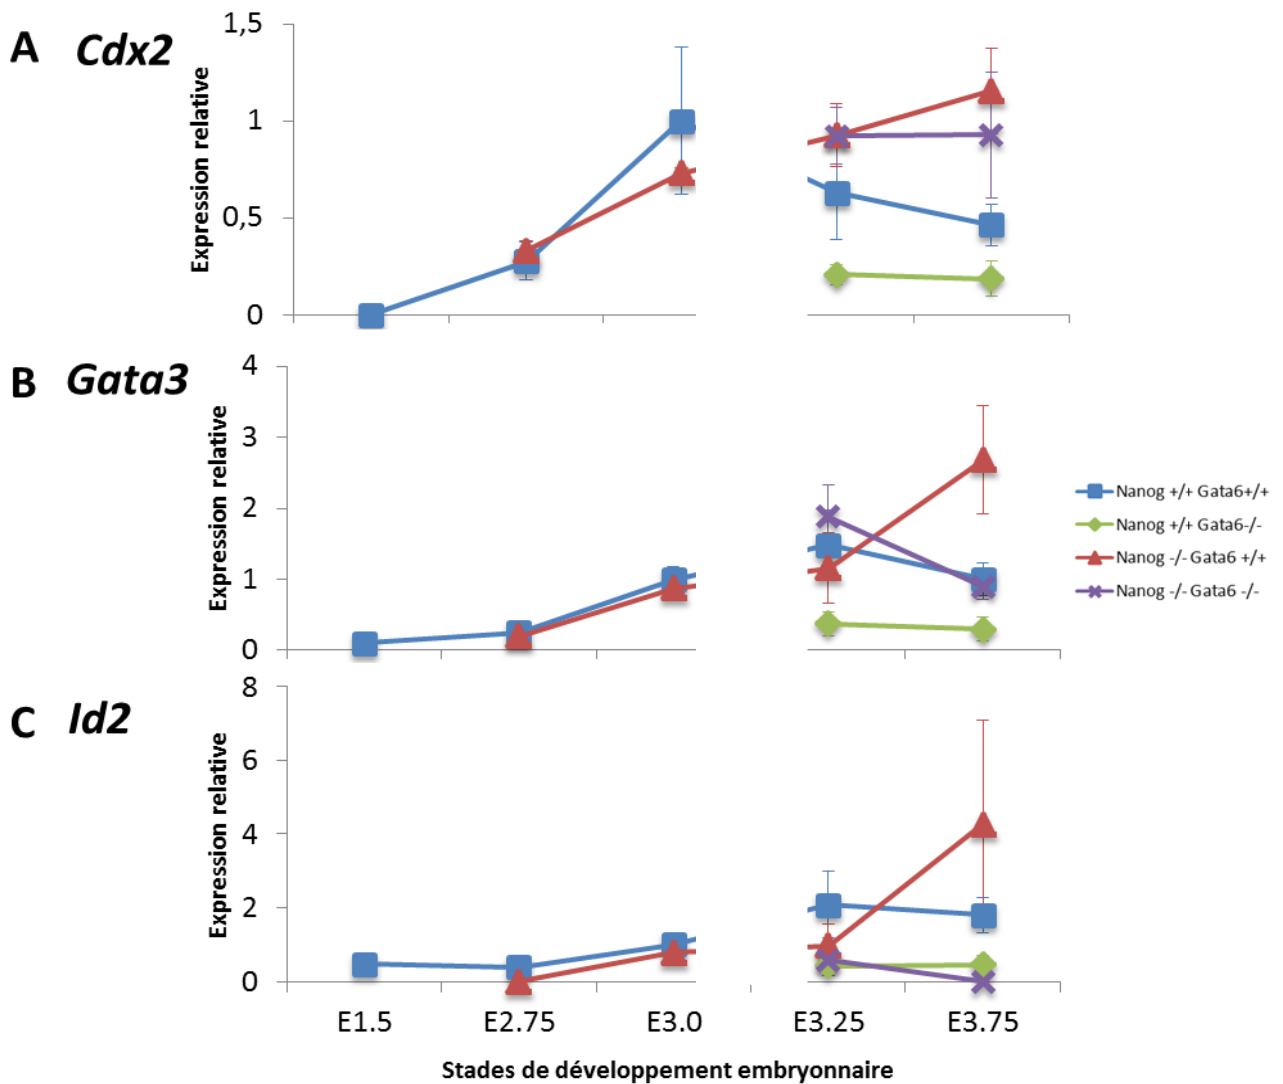 A Cdx2
Expression relative
1,5
1
0,5
0
B Gata3
Expression relative
4
3
2
1
0
Nanog +/+ Gata6+/+
Nanog +/+ Gata6-/-
Nanog -/- Gata6 +/+
Nanog -/- Gata6 -/-
C Id2
Expression relative
8
6
4
2
0
E1.5 E2.75 E3.0 E3.25 E3.75
Stades de développement embryonnaire